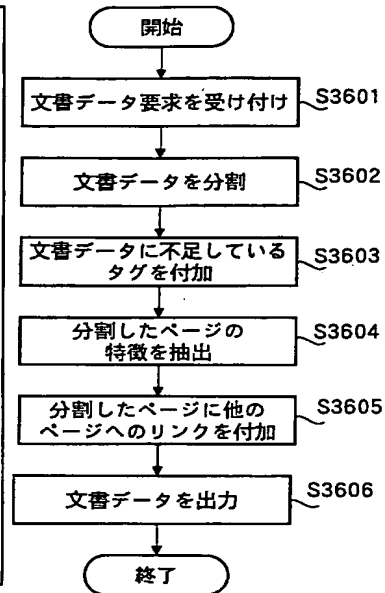 開始
文書データ要求を受け付け
S3601
文書データを分割
S3602
文書データに不足している
タグを付加
S3603
分割したページの
特徴を抽出
S3604
分割したページに他の
ページへのリンクを付加
S3605
文書データを出力
S3606
終了